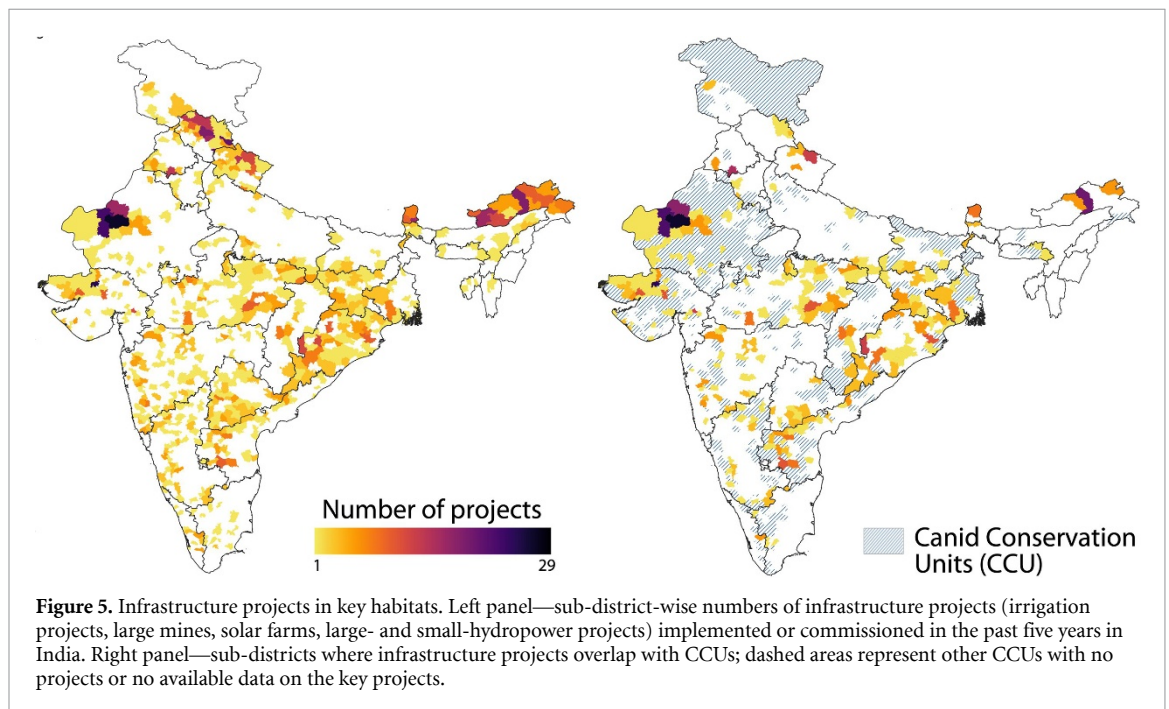 Number of projects
1 29
Canid Conservation
Units (CCU)
Figure 5. Infrastructure projects in key habitats. Left panel—sub-district-wise numbers of infrastructure projects (irrigation
projects, large mines, solar farms, large- and small-hydropower projects) implemented or commissioned in the past five years in
India. Right panel—sub-districts where infrastructure projects overlap with CCUs; dashed areas represent other CCUs with no
projects or no available data on the key projects.